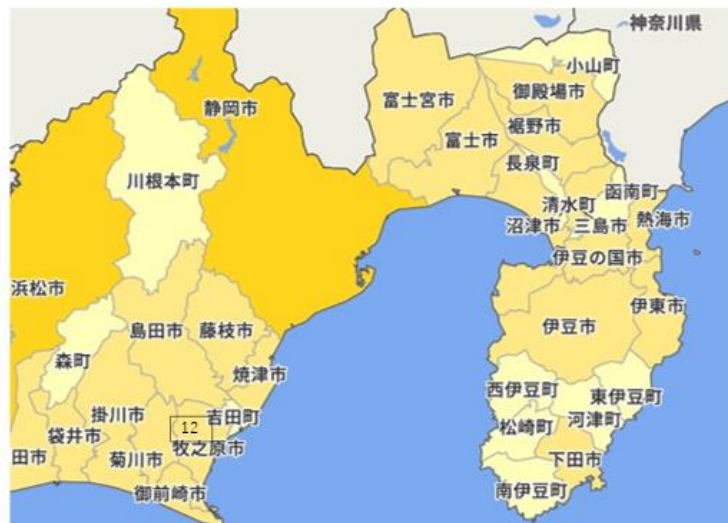 神奈川県
小山町
御殿場市
富士宮市
静岡市
裾野市
富士市
長泉町
川根本町
函南町
清水町
熱海市
沼津市
三島市
伊豆の国市
浜松市
伊東市
島田市
藤枝市
伊豆市
森町
焼津市
西伊豆町
東伊豆町
掛川市
吉田町
河津町
松崎町
12
袋井市
牧之原市
田市
菊川市
下田市
御前崎市
南伊豆町